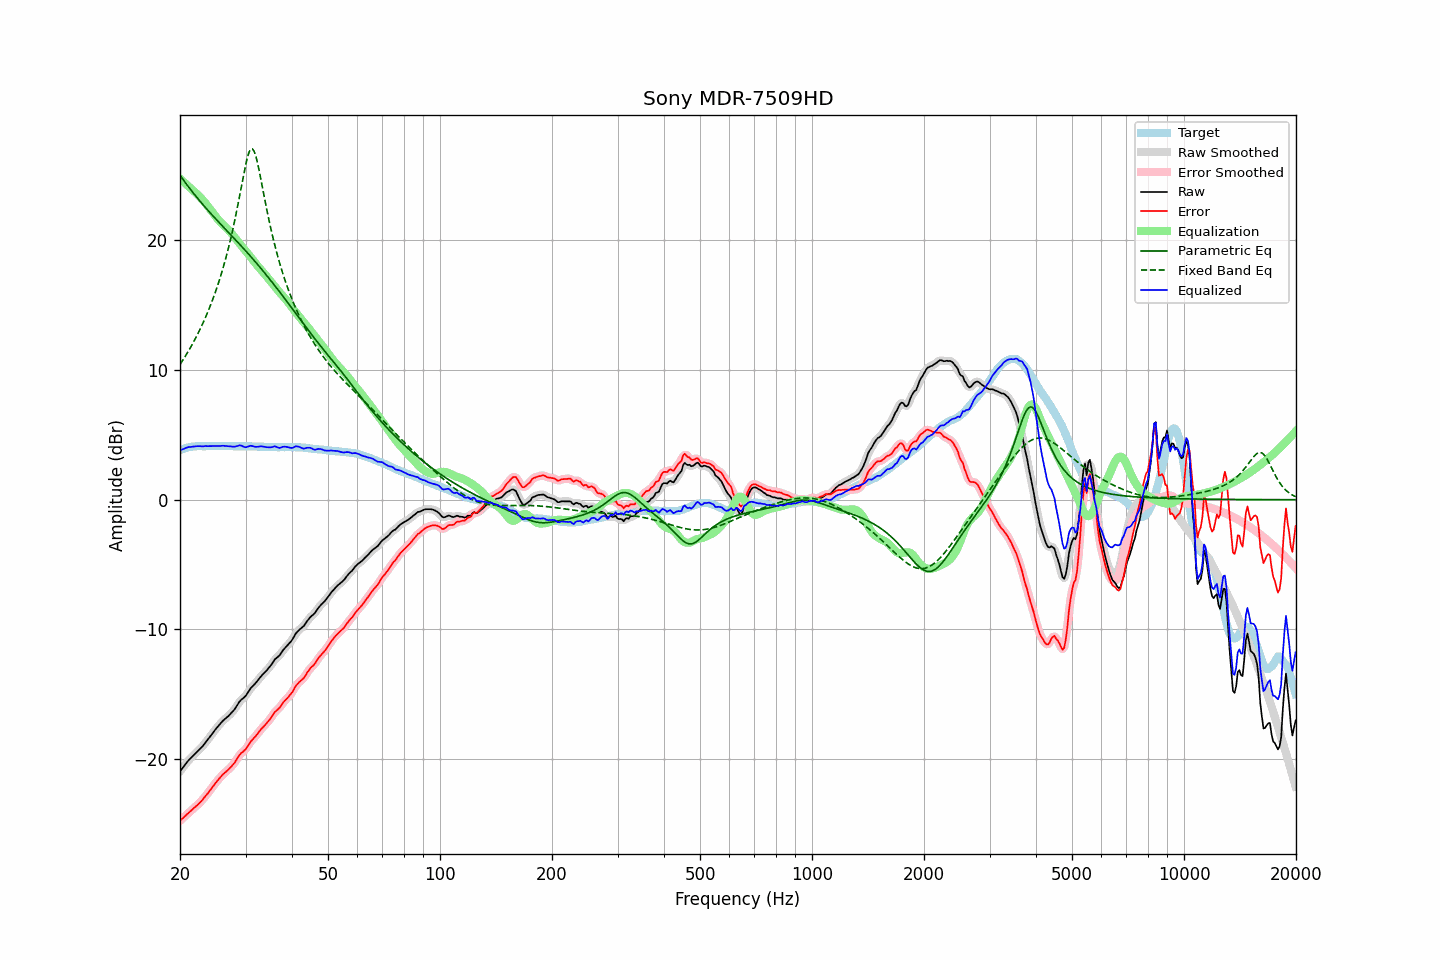 Sony MDR-7509HD
Target
Raw Smoothed
Error Smoothed
Raw
Error
Equalization
Parametric Eq
Fixed Band Eq
Equalized
20
10
0
−10
−20
Amplitude (dBr)
20 50 100 200 500 1000 2000 5000 10000 20000
Frequency (Hz)